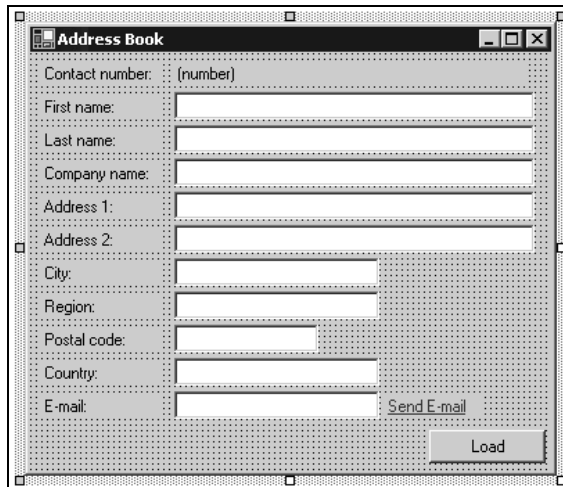 Address Book
Contact number: (number)
First name:
Last name:
Company name:
Address 1:
Address 2:
City:
Region:
Postal code:
Country:
E-mail: Send E-mail
Load